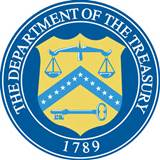 THE DEPARTMENT OF THE TREASURY
1789